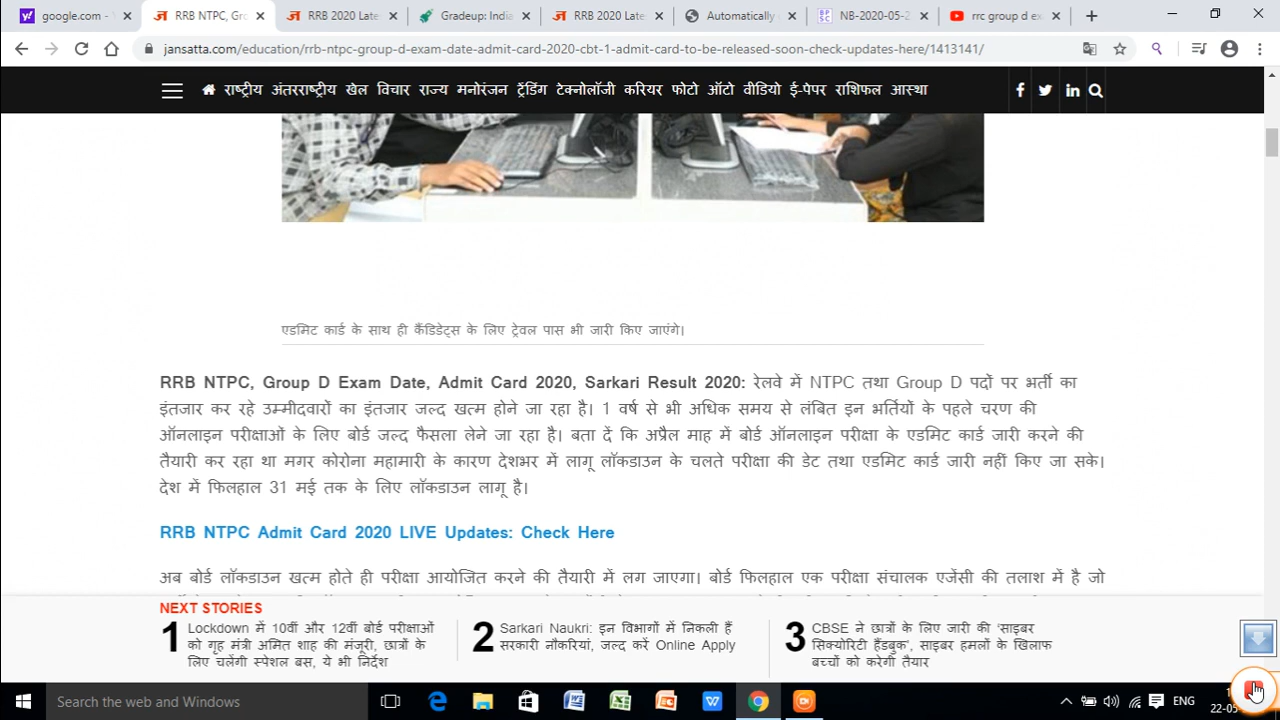 google.com - Y
RRB NTPC, Gro
RRB 2020 Late
Gradeup: India
RRB 2020 Late
Automatically
NB-2020-05-2
rrc group d ex
jansatta.com/education/rrb-ntpc-group-d-exam-date-admit-card-2020-cbt-1-admit-card-to-be-released-soon-check-updates-here/1413141/
राष्ट्रीय अंतरराष्ट्रीय खेल विचार राज्य मनोरंजन ट्रेंडिंग टेक्नोलॉजी करियर फोटो ऑटो वीडियो ई-पेपर राशिफल आस्था
एडमिट कार्ड के साथ ही कैंडिडेट्स के लिए ट्रेवल पास भी जारी किए जाएंगे।
RRB NTPC, Group D Exam Date, Admit Card 2020, Sarkari Result 2020: रेलवे में NTPC तथा Group D पदों पर भर्ती का
इंतजार कर रहे उम्मीदवारों का इंतजार जल्द खत्म होने जा रहा है। 1 वर्ष से भी अधिक समय से लंबित इन भर्तियों के पहले चरण की
ऑनलाइन परीक्षाओं के लिए बोर्ड जल्द फैसला लेने जा रहा है। बता दें कि अप्रैल माह में बोर्ड ऑनलाइन परीक्षा के एडमिट कार्ड जारी करने की
तैयारी कर रहा था मगर कोरोना महामारी के कारण देशभर में लागू लॉकडाउन के चलते परीक्षा की डेट तथा एडमिट कार्ड जारी नहीं किए जा सके।
देश में फिलहाल 31 मई तक के लिए लॉकडाउन लागू है।
RRB NTPC Admit Card 2020 LIVE Updates: Check Here
अब बोर्ड लॉकडाउन खत्म होते ही परीक्षा आयोजित करने की तैयारी में लग जाएगा। बोर्ड फिलहाल एक परीक्षा संचालक एजेंसी की तलाश में है जो
NEXT STORIES
1 Lockdown में 10वीं और 12वीं बोर्ड परीक्षाओं
को गृह मंत्री अमित शाह की मंजूरी, छात्रों के
लिए चलेंगी स्पेशल बस, ये भी निर्देश
2 Sarkari Naukri: इन विभागों में निकली हैं
सरकारी नौकरियां, जल्द करें Online Apply
3 CBSE ने छात्रों के लिए जारी की 'साइबर
सिक्योरिटी हैंडबुक', साइबर हमलों के खिलाफ
बच्चों को करेगी तैयार
Search the web and Windows
ENG
22-05